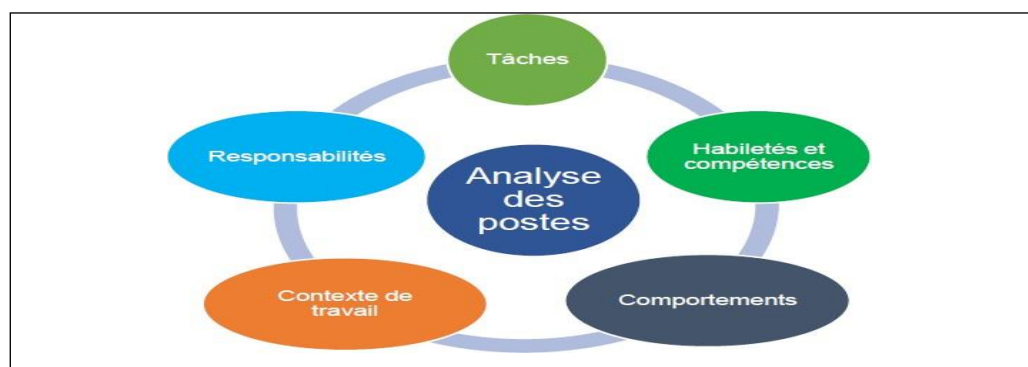 Tâches
Responsabilités
Habiletés et
compétences
Analyse
des
postes
Contexte de
travail
Comportements